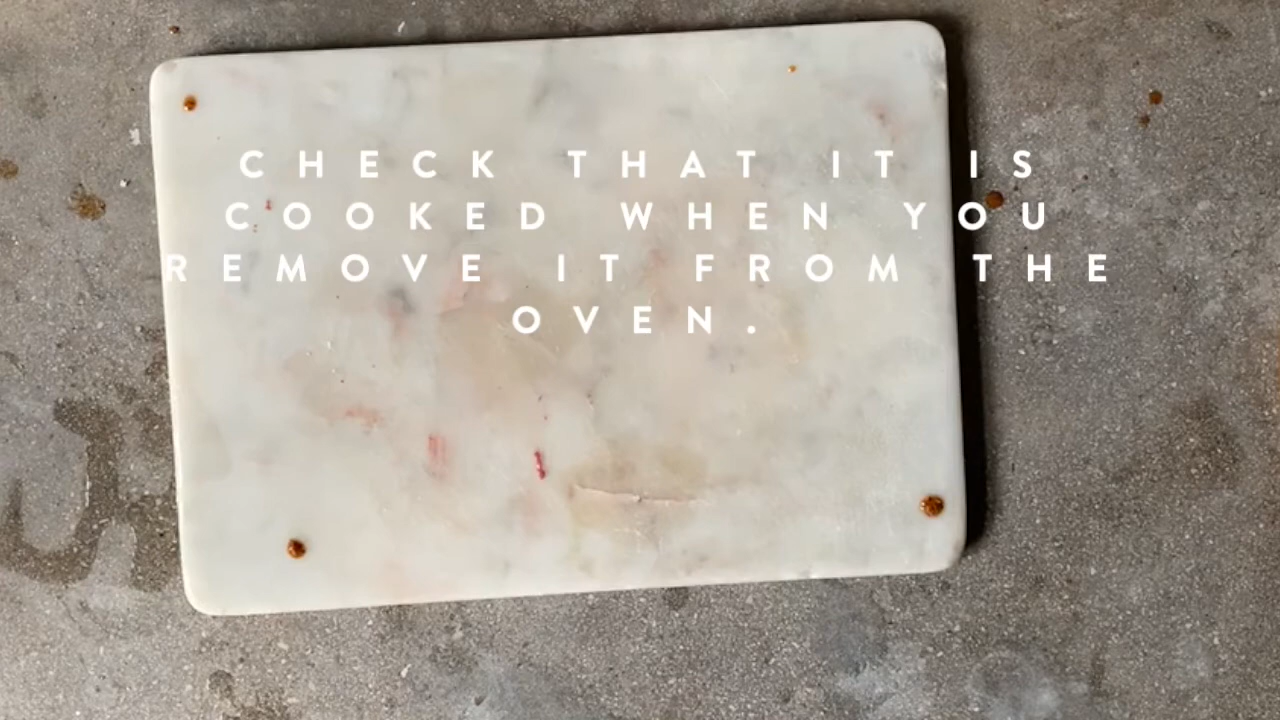 CHECK THAT IT IS
COOKED WHEN YOU
REMOVE IT FROM THE
OVEN.